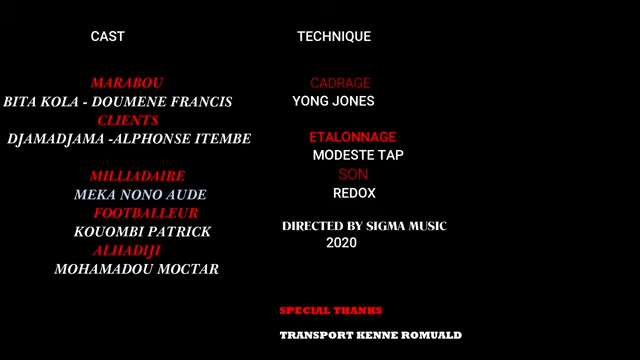 CAST
MARABOU
BITA KOLA - DOUMENE FRANCIS
CLIENTS
DJAMADJAMA -ALPHONSE ITEMBE
MILLIADAIRE
MEKA NONO AUDE
FOOTBALLEUR
KOUOMBI PATRICK
ALHADIJI
MOHAMADOU MOCTAR
TECHNIQUE
CADRAGE
YONG JONES
ETALONNAGE
MODESTE TAP
SON
REDOX
DIRECTED BY SIGMA MUSIC
2020
SPECIAL THANKS
TRANSPORT KENNE ROMUALD